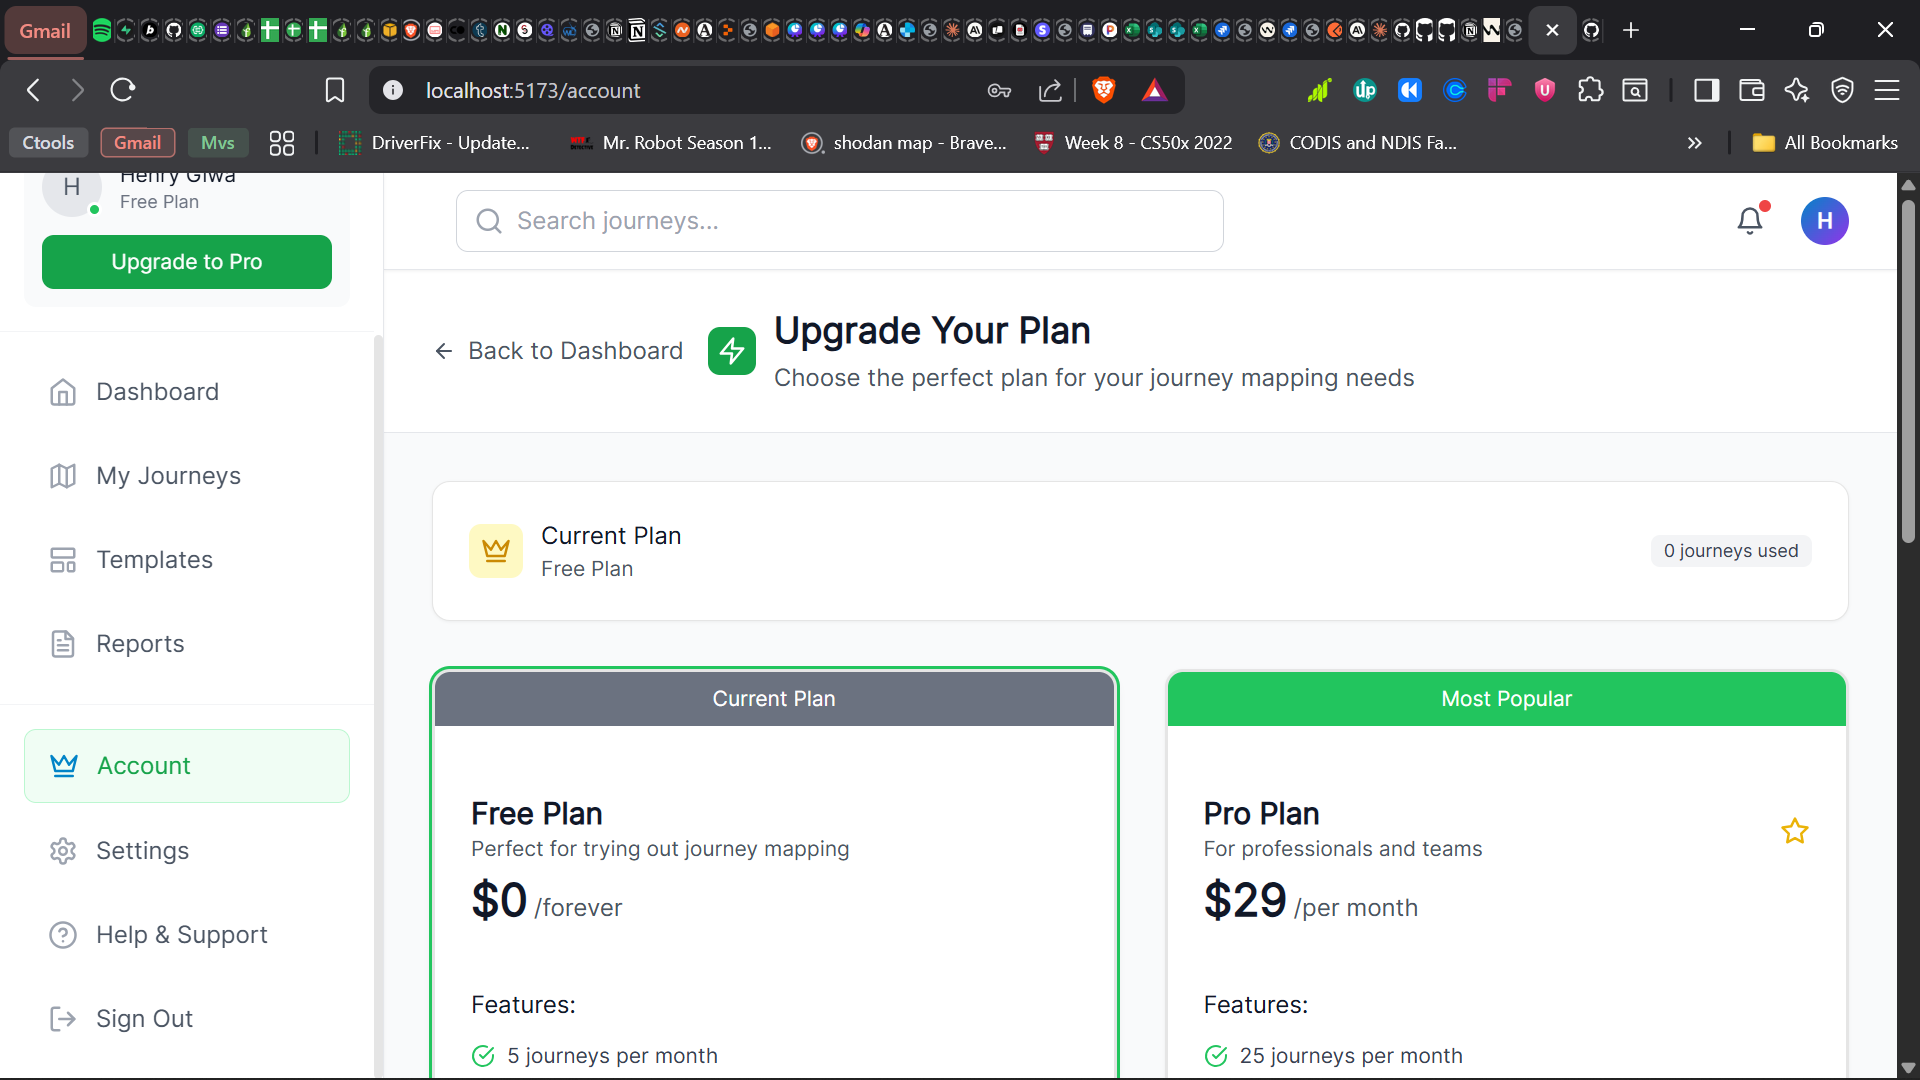 Gmail
localhost:5173/account
Ctools
Gmail
Mvs
DriverFix - Update...
Mr. Robot Season 1...
shodan map - Brave...
Week 8 - CS50x 2022
CODIS and NDIS Fa...
All Bookmarks
H
Henry Giwa
Free Plan
Upgrade to Pro
Dashboard
My Journeys
Templates
Reports
Account
Settings
Help & Support
Sign Out
Search journeys...
H
Back to Dashboard
Upgrade Your Plan
Choose the perfect plan for your journey mapping needs
Current Plan
Free Plan
0 journeys used
Current Plan
Free Plan
Perfect for trying out journey mapping
$0 /forever
Features:
5 journeys per month
Most Popular
Pro Plan
For professionals and teams
$29 /per month
Features:
25 journeys per month